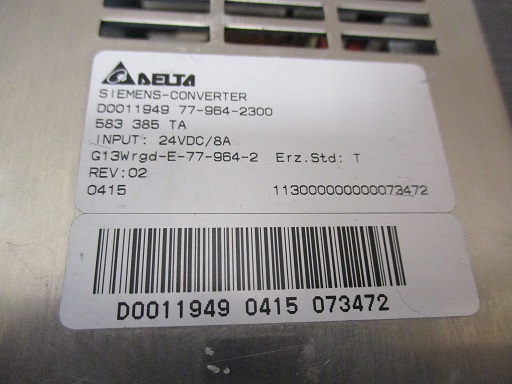 DELTA
SIEMENS-CONVERTER
D0011949 77-964-2300
583 385 TA
INPUT: 24VDC/8A
G13Wrgd-E-77-964-2 Erz.Std: T
REV:02
0415 113000000000073472
D0011949 0415 073472